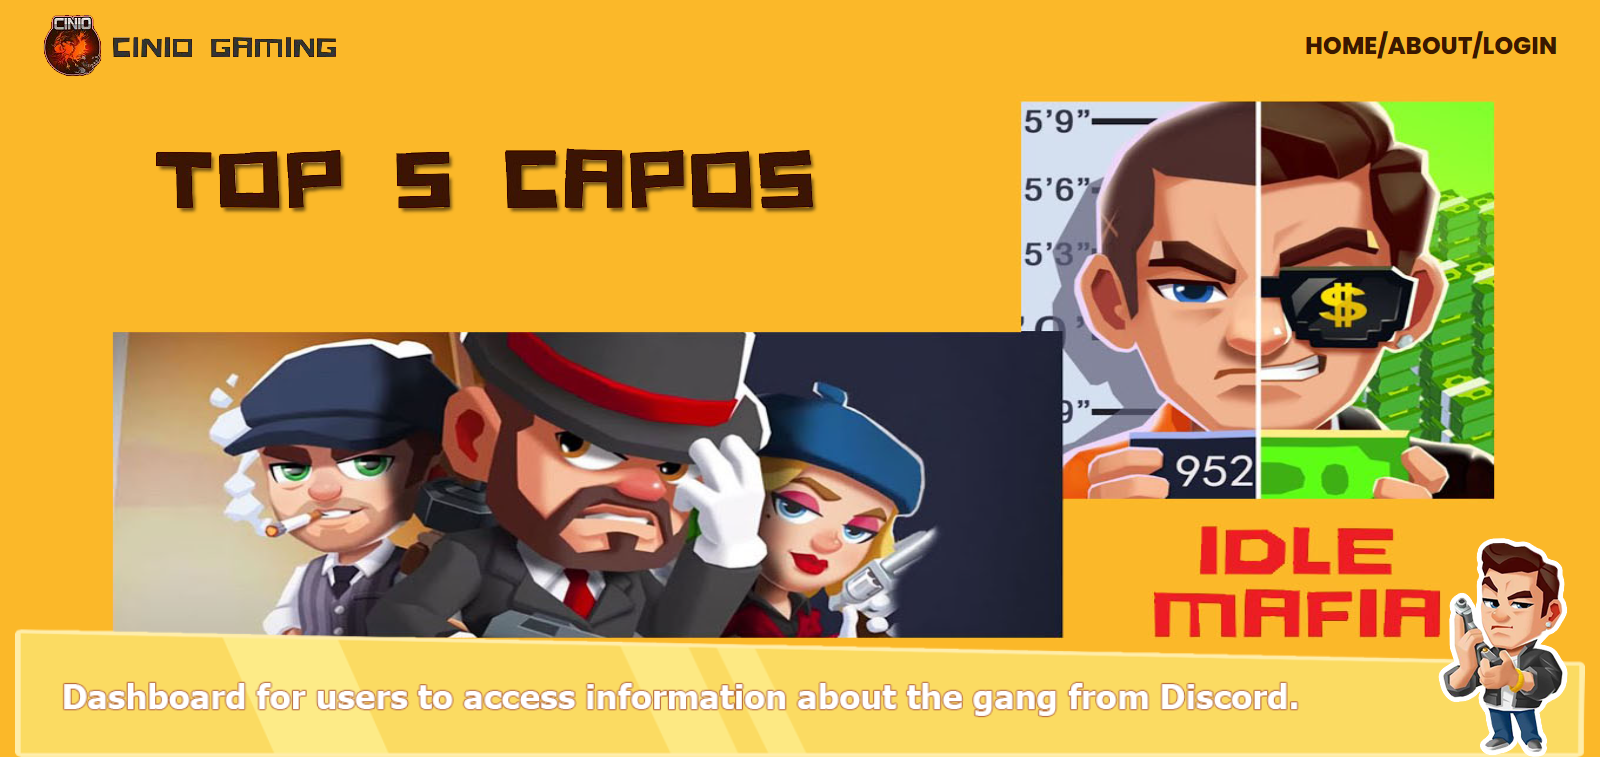 CINIO
CINIO GAMING
HOME/ABOUT/LOGIN
TOP 5 CAPOS
5'9”
5'6”
5'3”
9”
952
$
IDLE
MAFIA
Dashboard for users to access information about the gang from Discord.